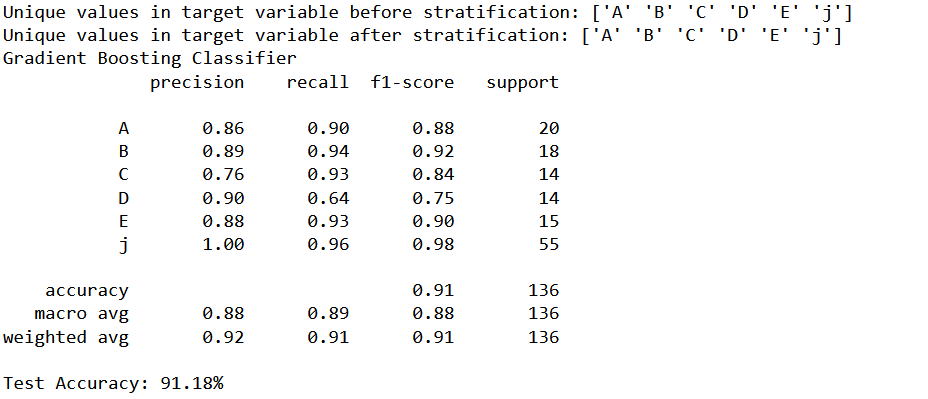 Unique values in target variable before stratification: ['A' 'B' 'C' 'D' 'E' 'j']
Unique values in target variable after stratification: ['A' 'B' 'C' 'D' 'E' 'j']
Gradient Boosting Classifier
              precision    recall  f1-score   support

           A       0.86      0.90      0.88        20
           B       0.89      0.94      0.92        18
           C       0.76      0.93      0.84        14
           D       0.90      0.64      0.75        14
           E       0.88      0.93      0.90        15
           j       1.00      0.96      0.98        55

    accuracy                           0.91       136
   macro avg       0.88      0.89      0.88       136
weighted avg       0.92      0.91      0.91       136

Test Accuracy: 91.18%